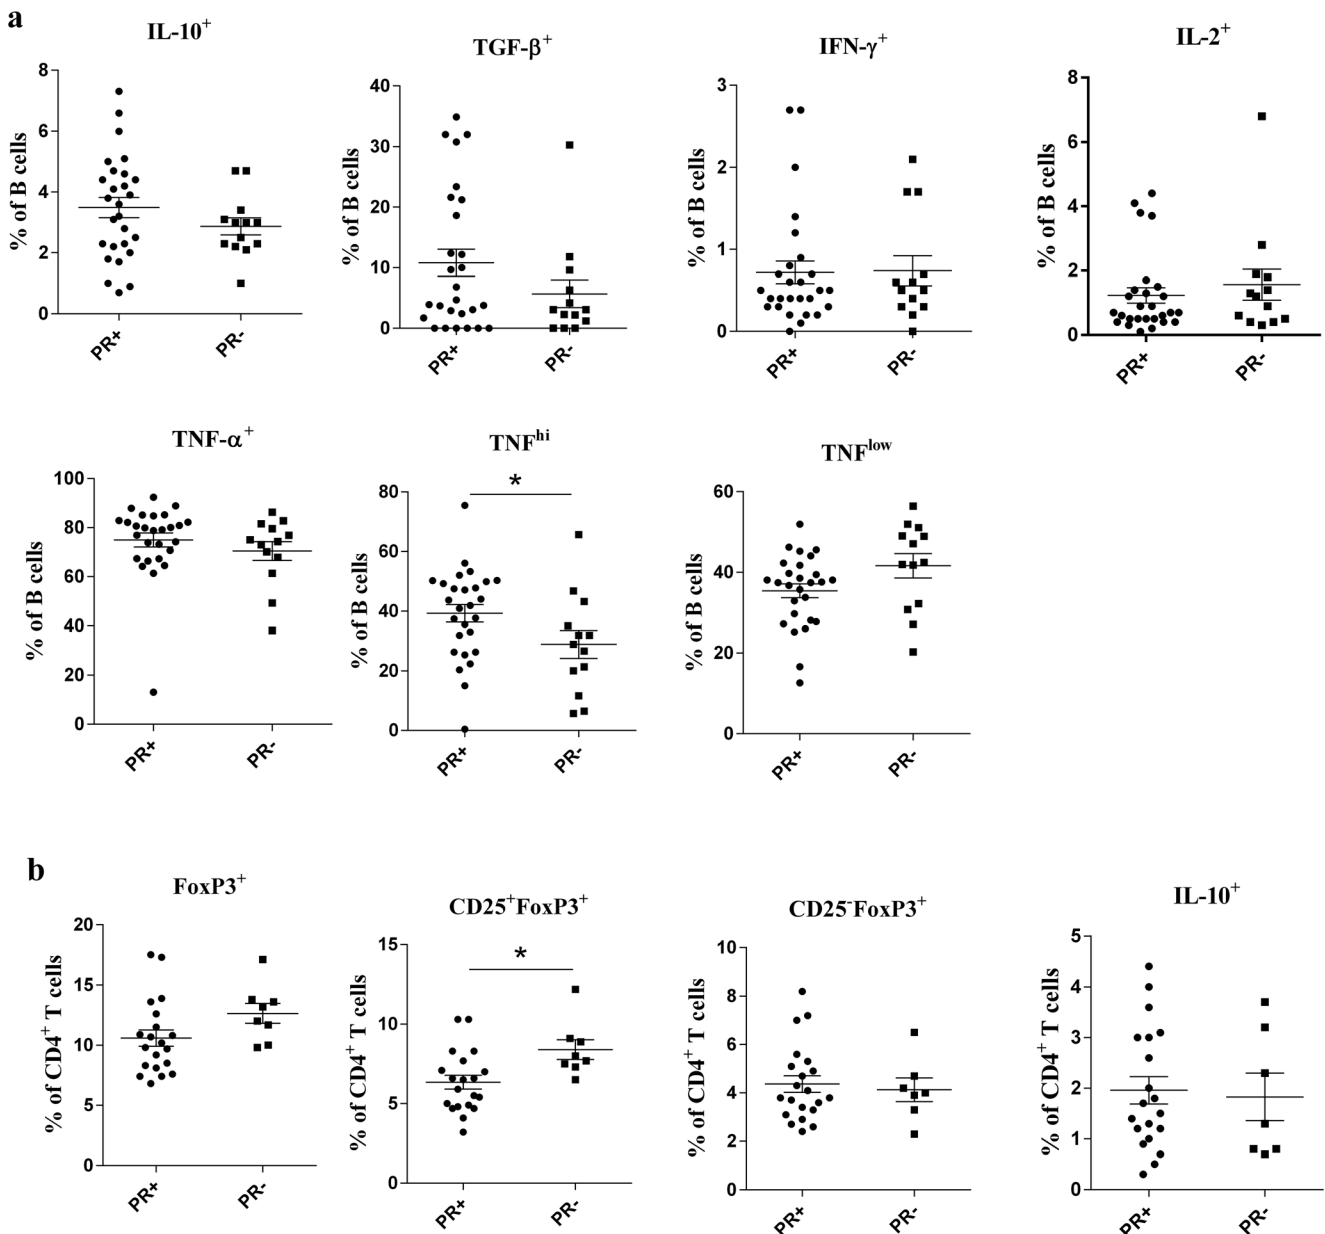 a
IL-10⁺
TGF-β⁺
IFN-γ⁺
IL-2⁺
% of B cells
8
6
4
2
0
PR+
PR-
% of B cells
40
30
20
10
0
PR+
PR-
% of B cells
3
2
1
0
PR+
PR-
% of B cells
8
6
4
2
0
PR+
PR-
TNF-α⁺
TNFʰⁱ
TNFˡᵒʷ
% of B cells
100
80
60
40
20
0
PR+
PR-
% of B cells
80
60
40
20
0
*
PR+
PR-
% of B cells
60
40
20
0
PR+
PR-
b
FoxP3⁺
CD25⁺FoxP3⁺
CD25⁻FoxP3⁺
IL-10⁺
% of CD4⁺ T cells
20
15
10
5
0
PR+
PR-
% of CD4⁺ T cells
15
10
5
0
*
PR+
PR-
% of CD4⁺ T cells
10
8
6
4
2
0
PR+
PR-
% of CD4⁺ T cells
5
4
3
2
1
0
PR+
PR-